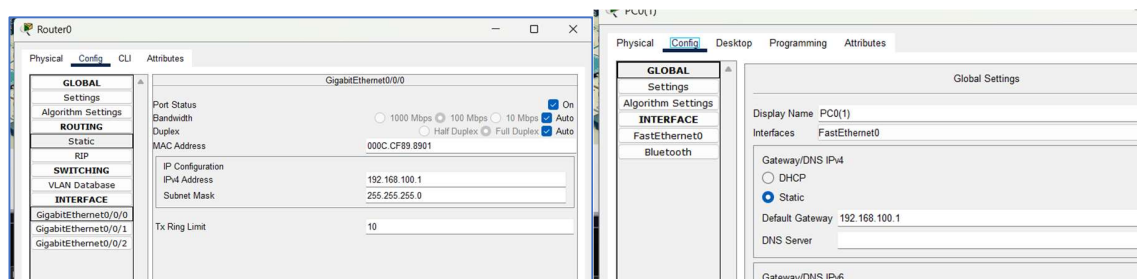 Router0
Physical Config CLI Attributes
GLOBAL
Settings
Algorithm Settings
ROUTING
Static
RIP
SWITCHING
VLAN Database
INTERFACE
GigabitEthernet0/0/0
GigabitEthernet0/0/1
GigabitEthernet0/0/2
GigabitEthernet0/0/0
Port Status On
Bandwidth 1000 Mbps 100 Mbps 10 Mbps Auto
Duplex Half Duplex Full Duplex Auto
MAC Address 000C.CF89.8901
IP Configuration
IPv4 Address 192.168.100.1
Subnet Mask 255.255.255.0
Tx Ring Limit 10
PC0(1)
Physical Config Desktop Programming Attributes
GLOBAL
Settings
Algorithm Settings
INTERFACE
FastEthernet0
Bluetooth
Global Settings
Display Name PC0(1)
Interfaces FastEthernet0
Gateway/DNS IPv4
DHCP
Static
Default Gateway 192.168.100.1
DNS Server
Gateway/DNS IPv6